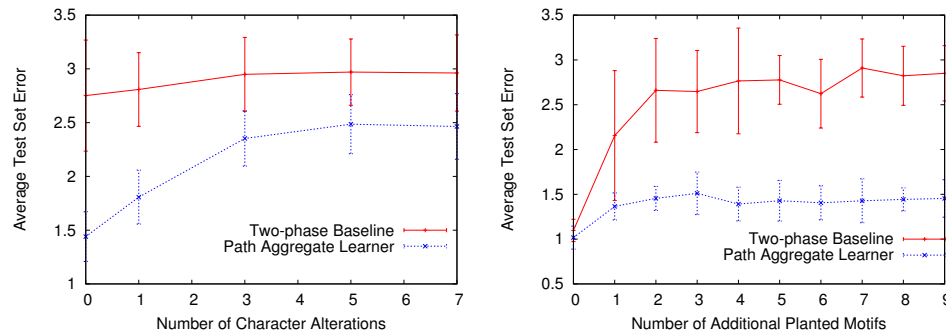 3.5
3
2.5
2
1.5
1
Average Test Set Error
Two-phase Baseline
Path Aggregate Learner
0 1 3 5 7
Number of Character Alterations
3.5
3
2.5
2
1.5
1
0.5
Average Test Set Error
Two-phase Baseline
Path Aggregate Learner
0 1 2 3 4 5 6 7 8 9
Number of Additional Planted Motifs